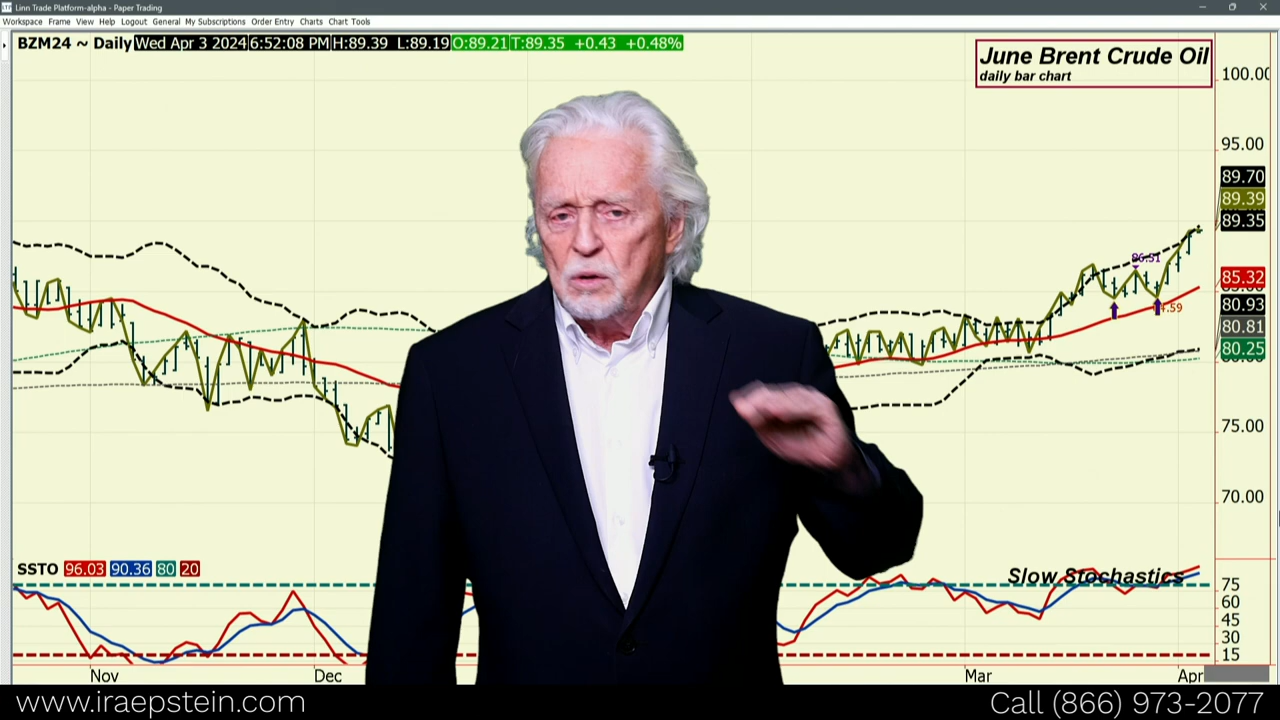 Linn Trade Platform-alpha - Paper Trading
Workspace Frame View Help Logout General My Subscriptions Order Entry Charts Chart Tools
BZM24 ~ Daily Wed Apr 3 2024 6:52:08 PM H:89.39 L:89.19 O:89.21 T:89.35 +0.43 +0.48%
June Brent Crude Oil
daily bar chart
100.00
95.00
89.70
89.39
89.35
86.51
85.32
80.93
.59
80.81
80.25
75.00
70.00
SSTO 96.03 90.36 80 20
Slow Stochastics
75
60
45
30
15
Nov Dec Mar Apr
www.iraepstein.com Call (866) 973-2077